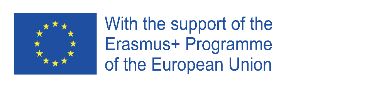 With the support of the
Erasmus+ Programme
of the European Union